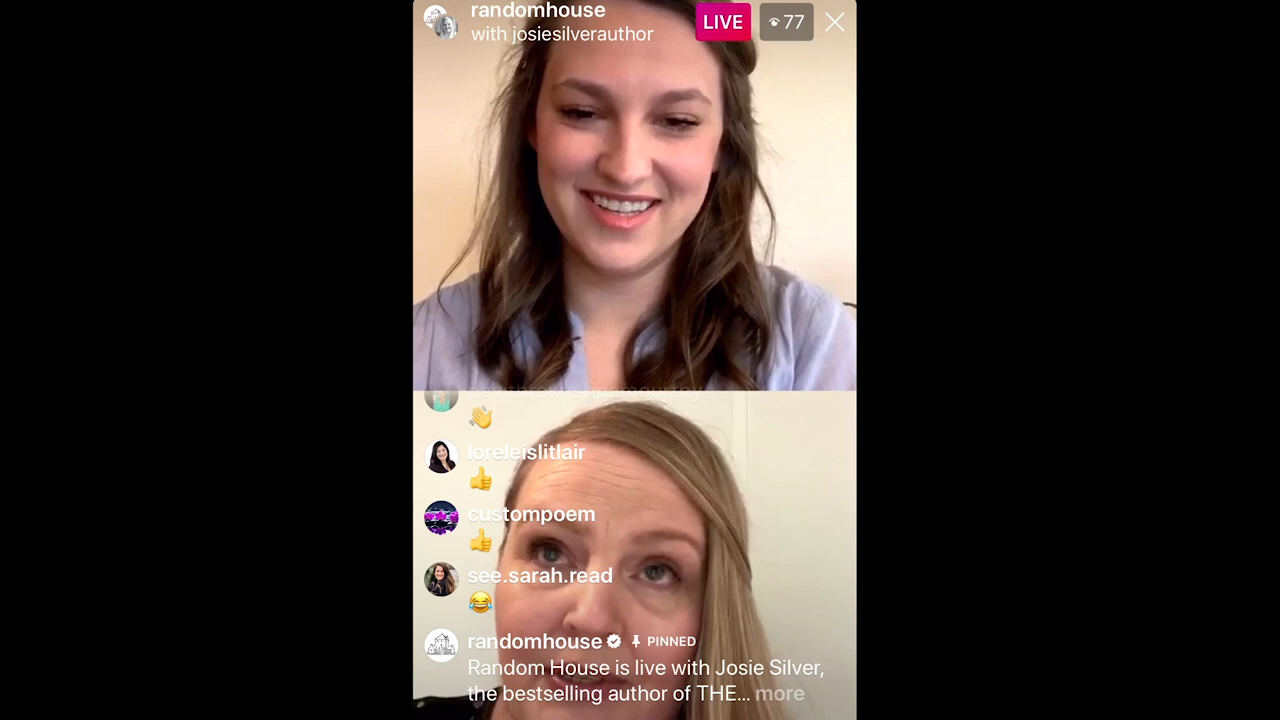 randomhouse
with josiesilverauthor
LIVE
77
loreleislitlair
custompoem
see.sarah.read
randomhouse PINNED
Random House is live with Josie Silver,
the bestselling author of THE... more